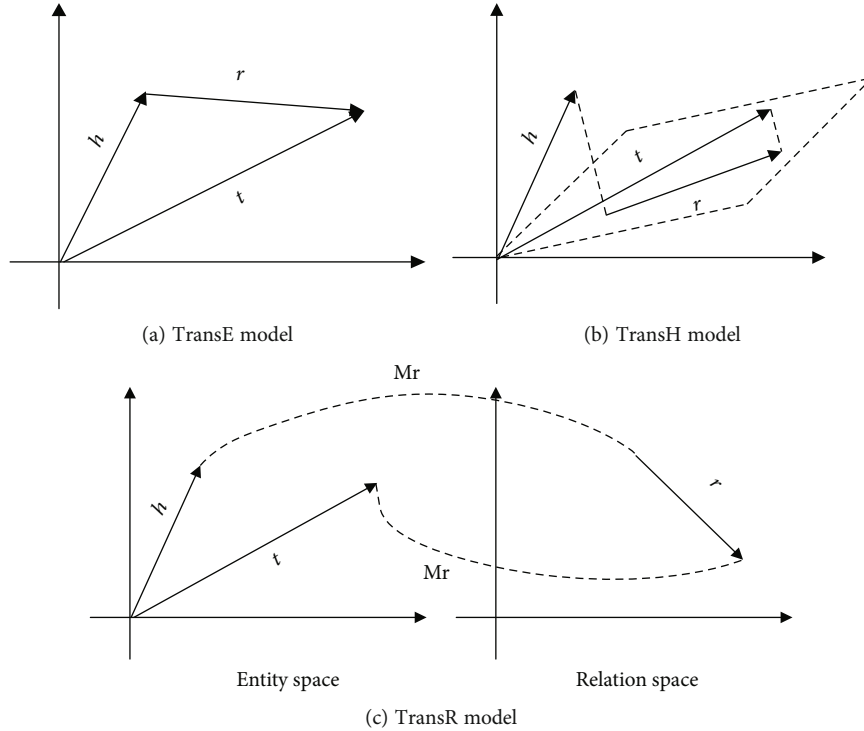 r
h
t
(a) TransE model
h
t
r
(b) TransH model
Mr
h
t
r
Mr
Entity space
Relation space
(c) TransR model